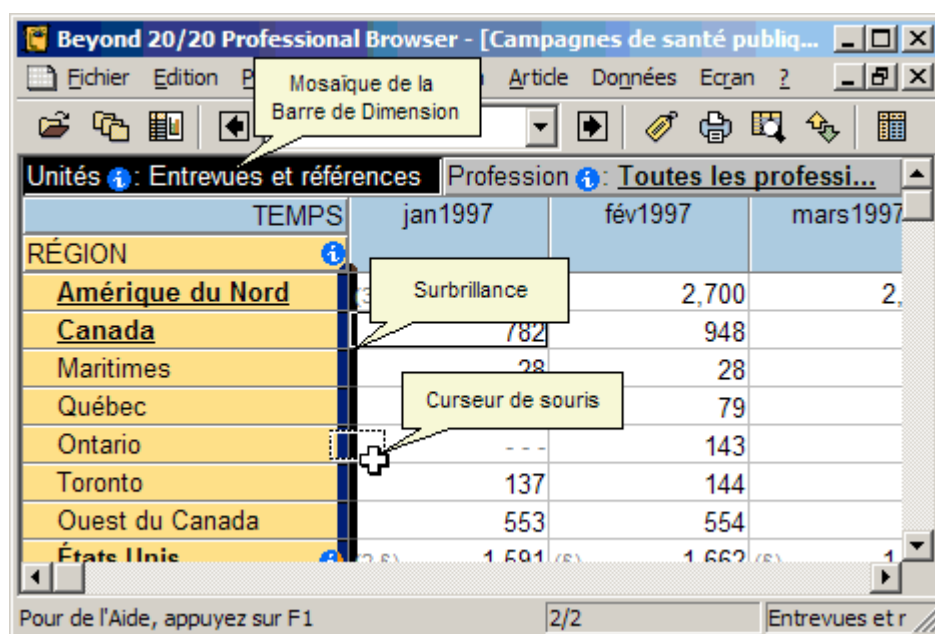 Beyond 20/20 Professional Browser - [Campagnes de santé publiq...
Fichier Edition Article Données Ecran ?
Mosaïque de la
Barre de Dimension
Unités : Entrevues et références Profession : Toutes les professi...
TEMPS jan1997 fév1997 mars1997
RÉGION
Amérique du Nord 2,700 2,
Surbrillance
Canada 782 948
Maritimes 28 28
Québec 79
Curseur de souris
Ontario - - - 143
Toronto 137 144
Ouest du Canada 553 554
États Unis 1,591 (6) 1,662 (6) 1
Pour de l'Aide, appuyez sur F1 2/2 Entrevues et r